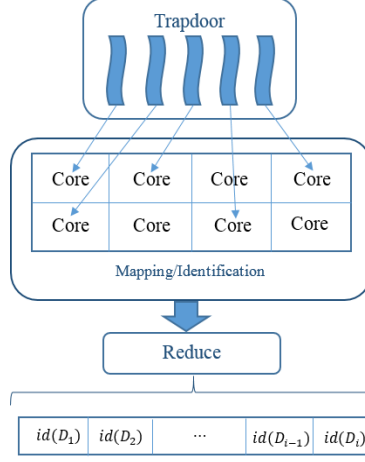 Trapdoor
Core Core Core Core
Core Core Core Core
Mapping/Identification
Reduce
id(D₁) id(D₂) ... id(Dᵢ₋₁) id(Dᵢ)